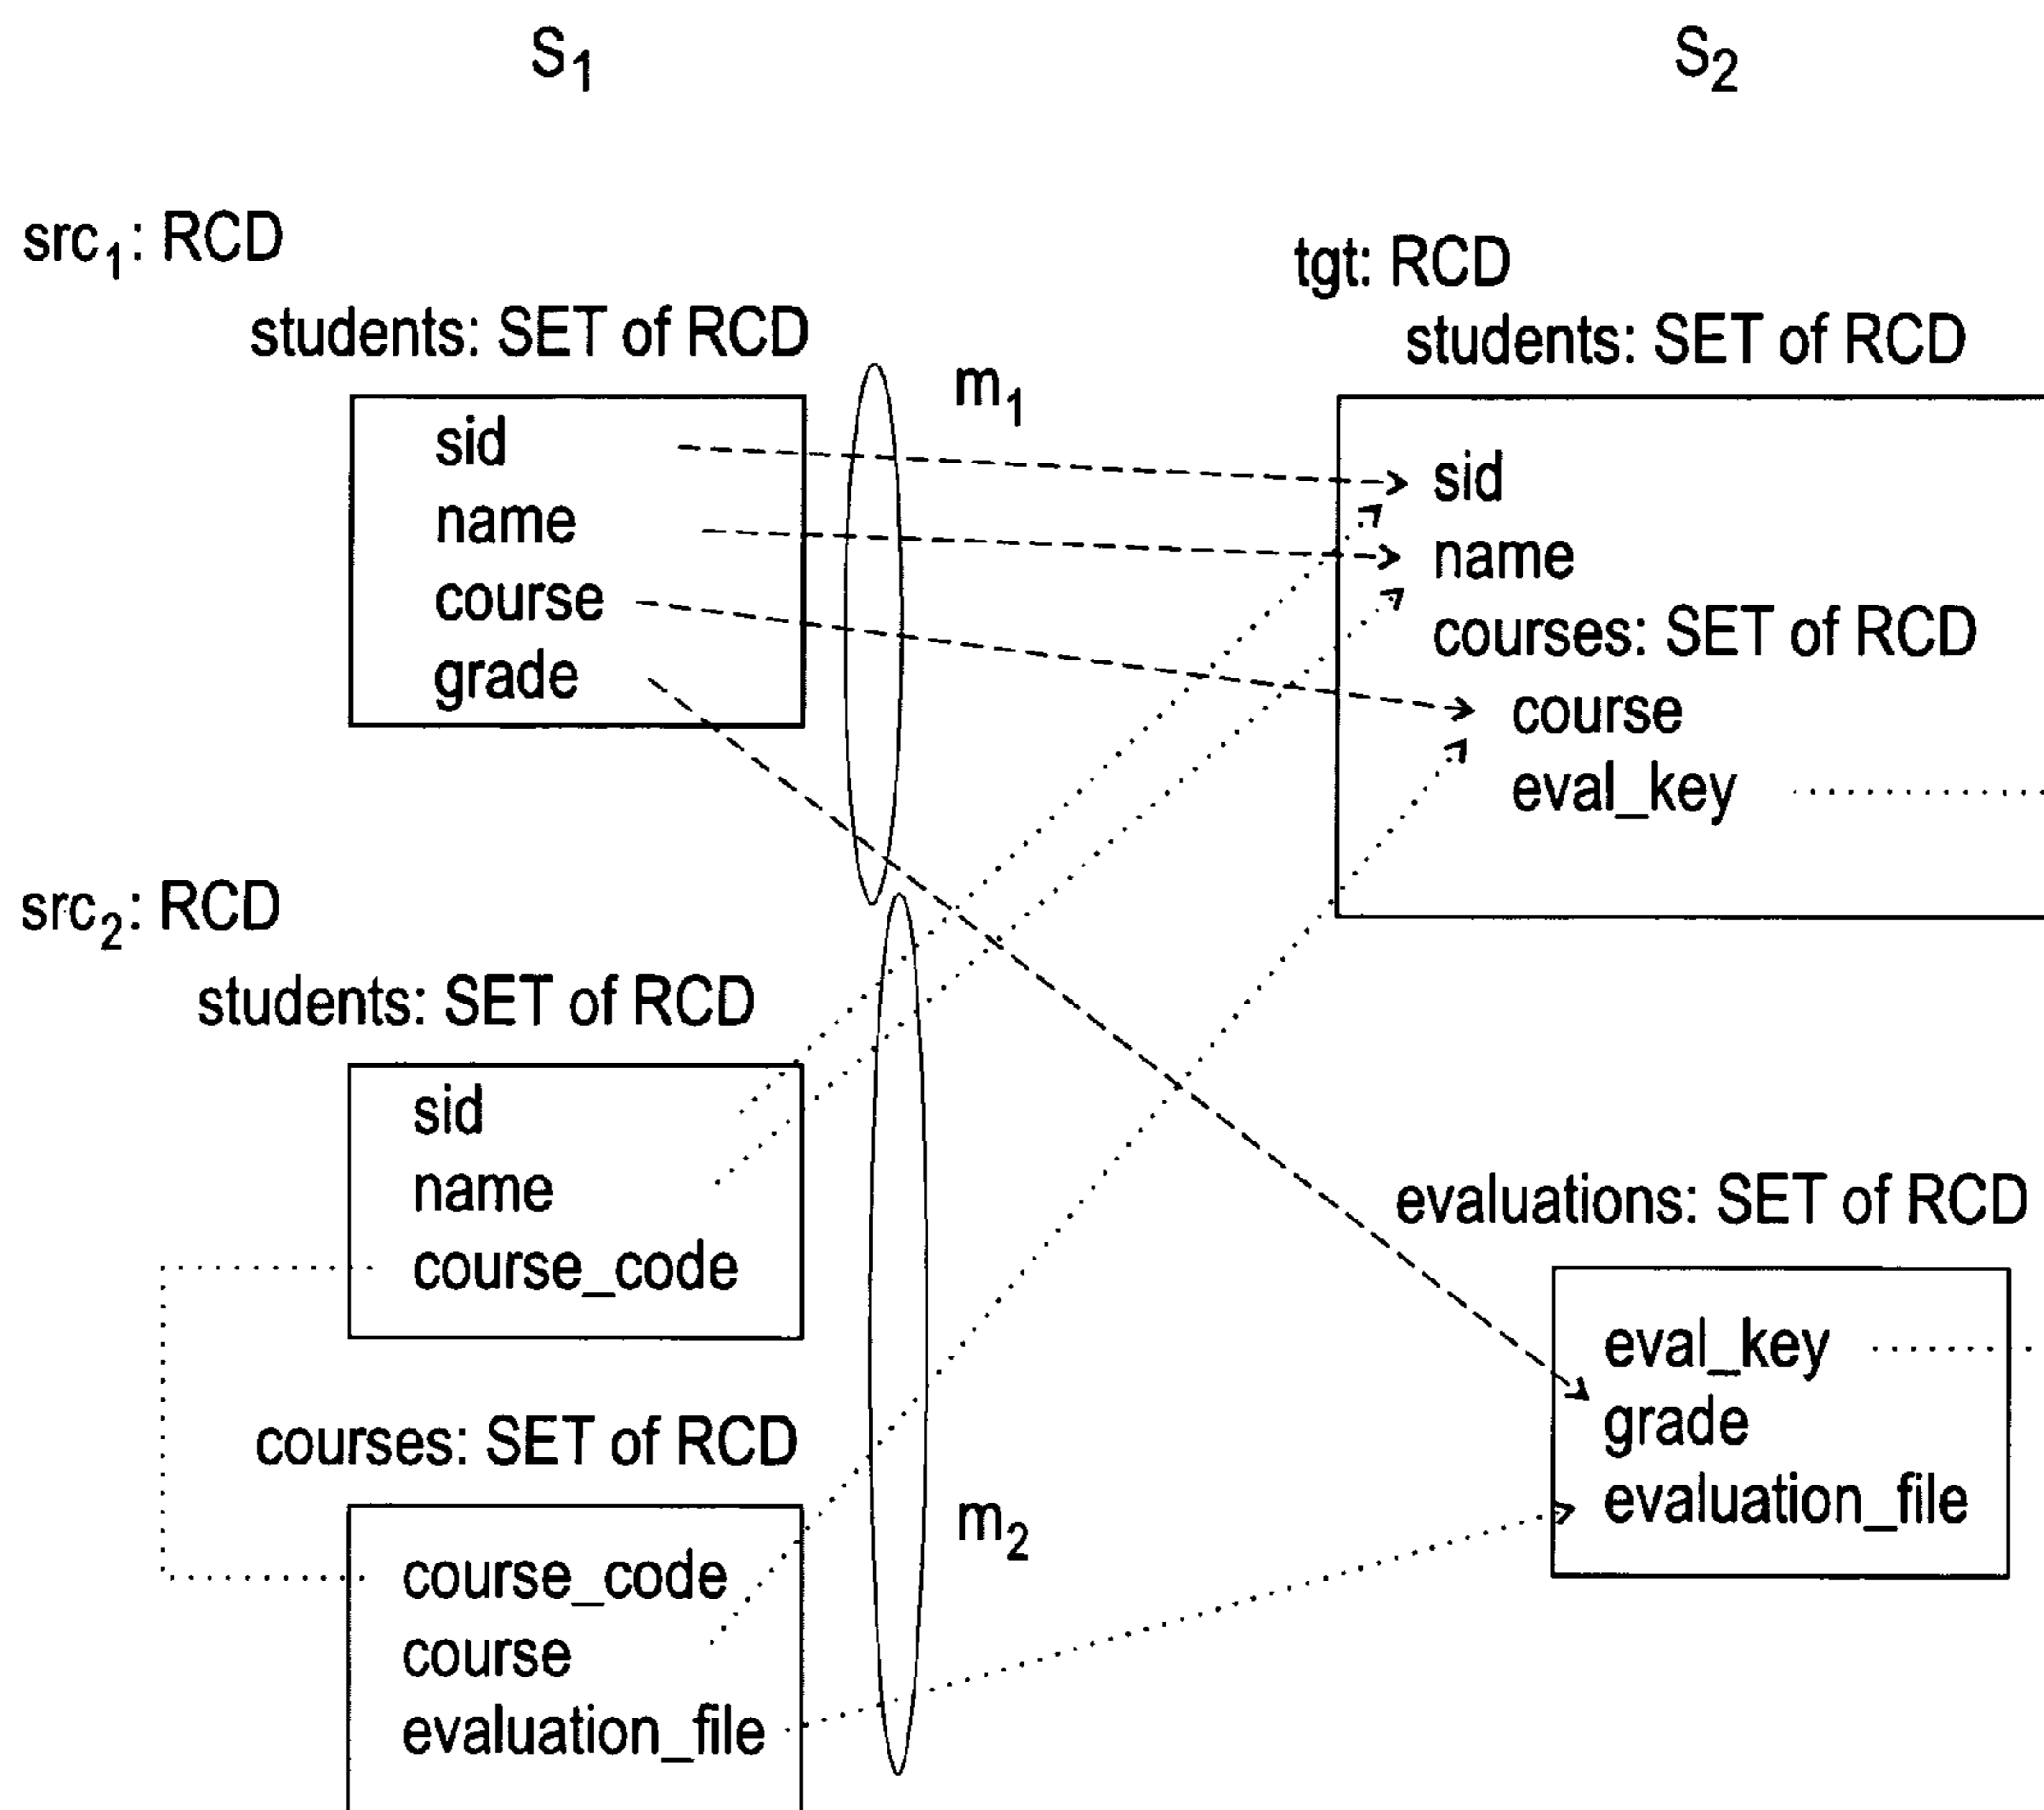 S1
S2
src1: RCD
students: SET of RCD
sid
name
course
grade
m1
src2: RCD
students: SET of RCD
sid
name
course_code
courses: SET of RCD
course_code
course
evaluation_file
m2
tgt: RCD
students: SET of RCD
sid
name
courses: SET of RCD
course
eval_key
evaluations: SET of RCD
eval_key
grade
evaluation_file